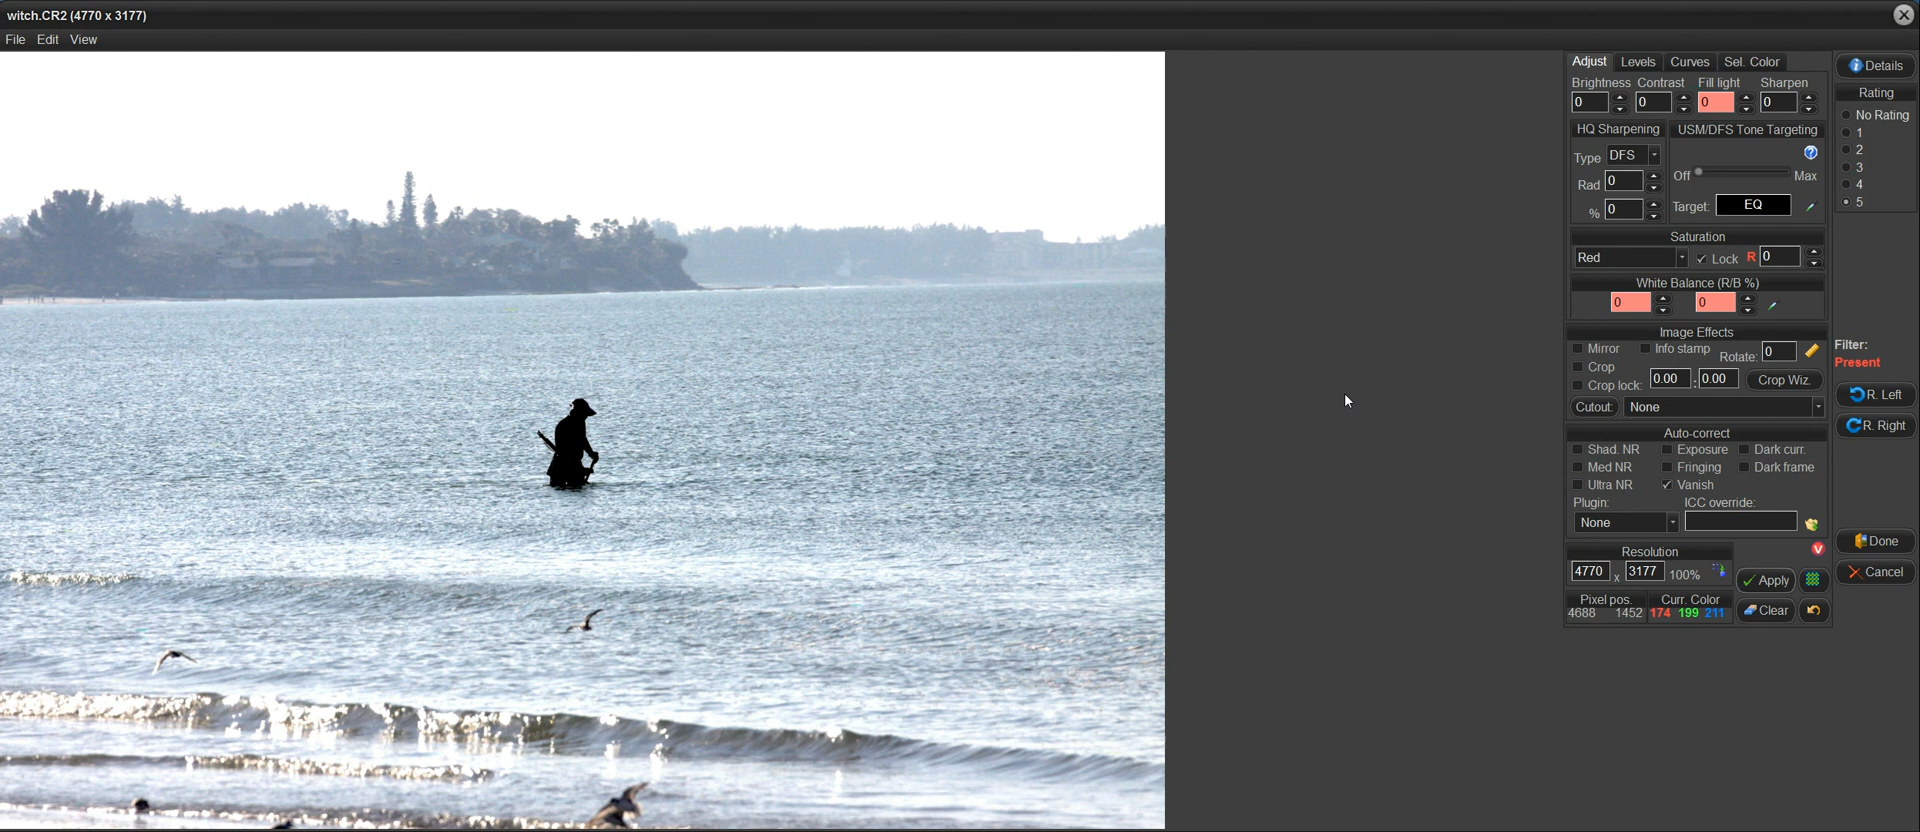 witch.CR2 (4770 x 3177)
File Edit View
Adjust Levels Curves Sel. Color
Details
Brightness Contrast Fill light Sharpen
0 0 0 0
Rating
No Rating
1
2
3
4
5
HQ Sharpening
Type DFS
Rad 0
% 0
USM/DFS Tone Targeting
?
Off Max
Target: EQ
Saturation
Red Lock R 0
White Balance (R/B %)
0 0
Image Effects
Mirror Info stamp Rotate: 0
Crop
Crop lock: 0.00 : 0.00 Crop Wiz.
Cutout: None
Filter:
Present
R. Left
R. Right
Auto-correct
Shad. NR Exposure Dark curr.
Med NR Fringing Dark frame
Ultra NR Vanish
Plugin: ICC override:
None
V
Done
Cancel
Resolution
4770 x 3177 100%
Apply
Pixel pos. Curr. Color
4688 1452 174 199 211
Clear